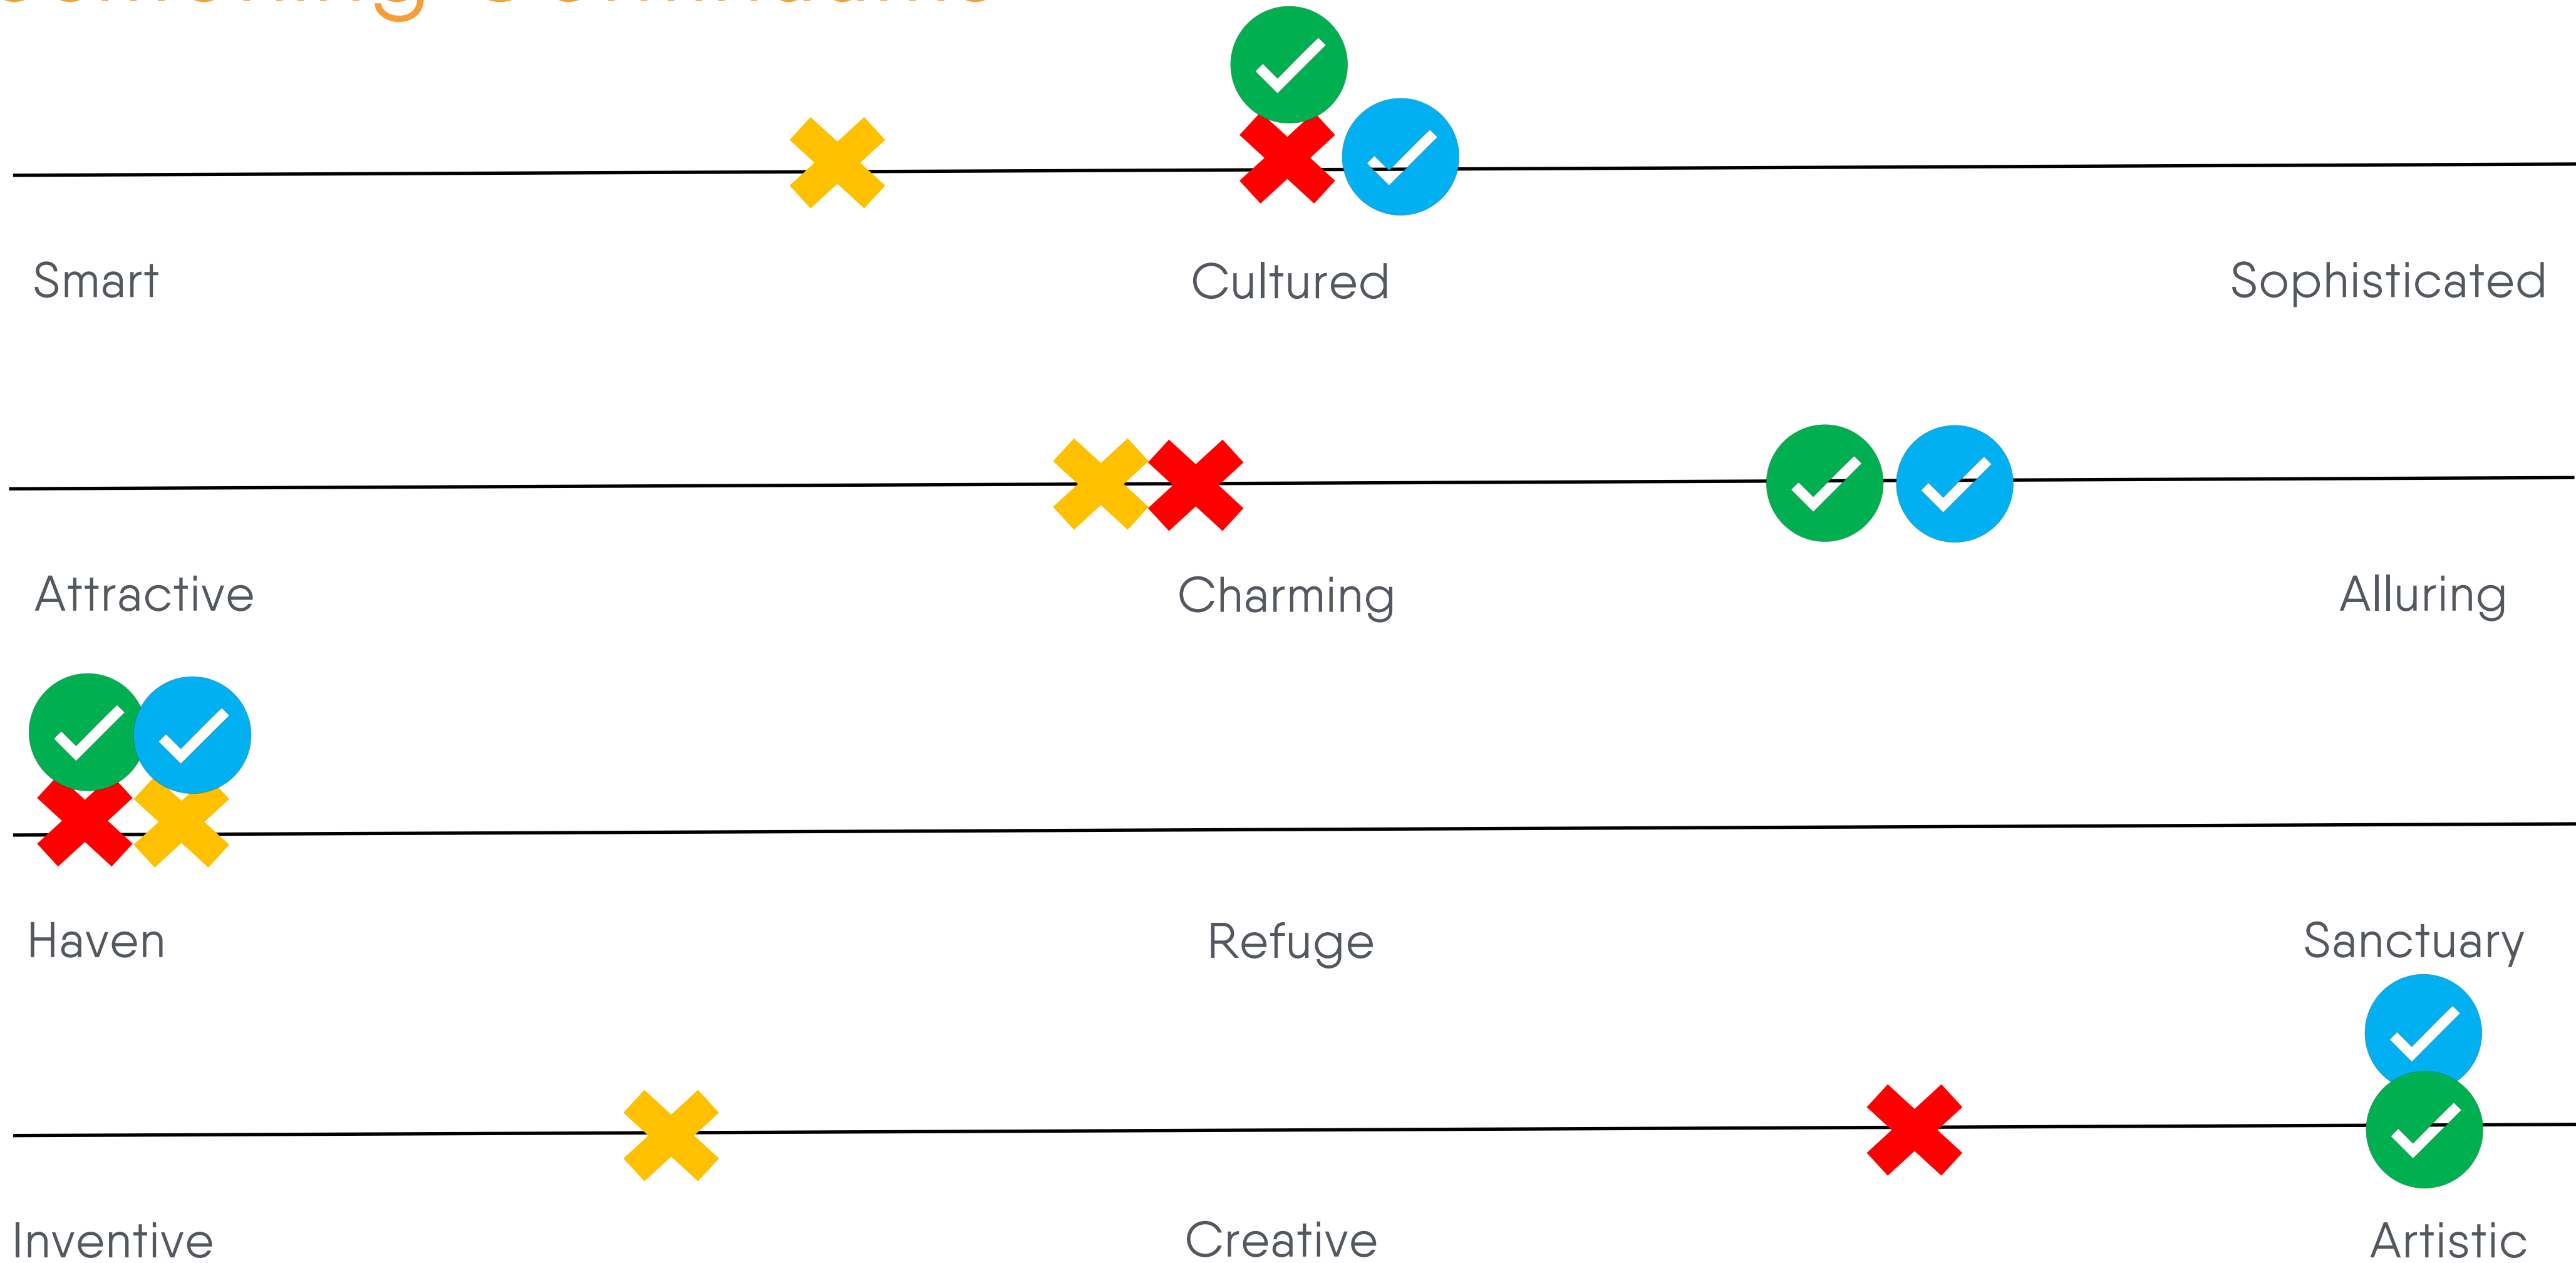 Smart Cultured Sophisticated
Attractive Charming Alluring
Haven Refuge Sanctuary
Inventive Creative Artistic